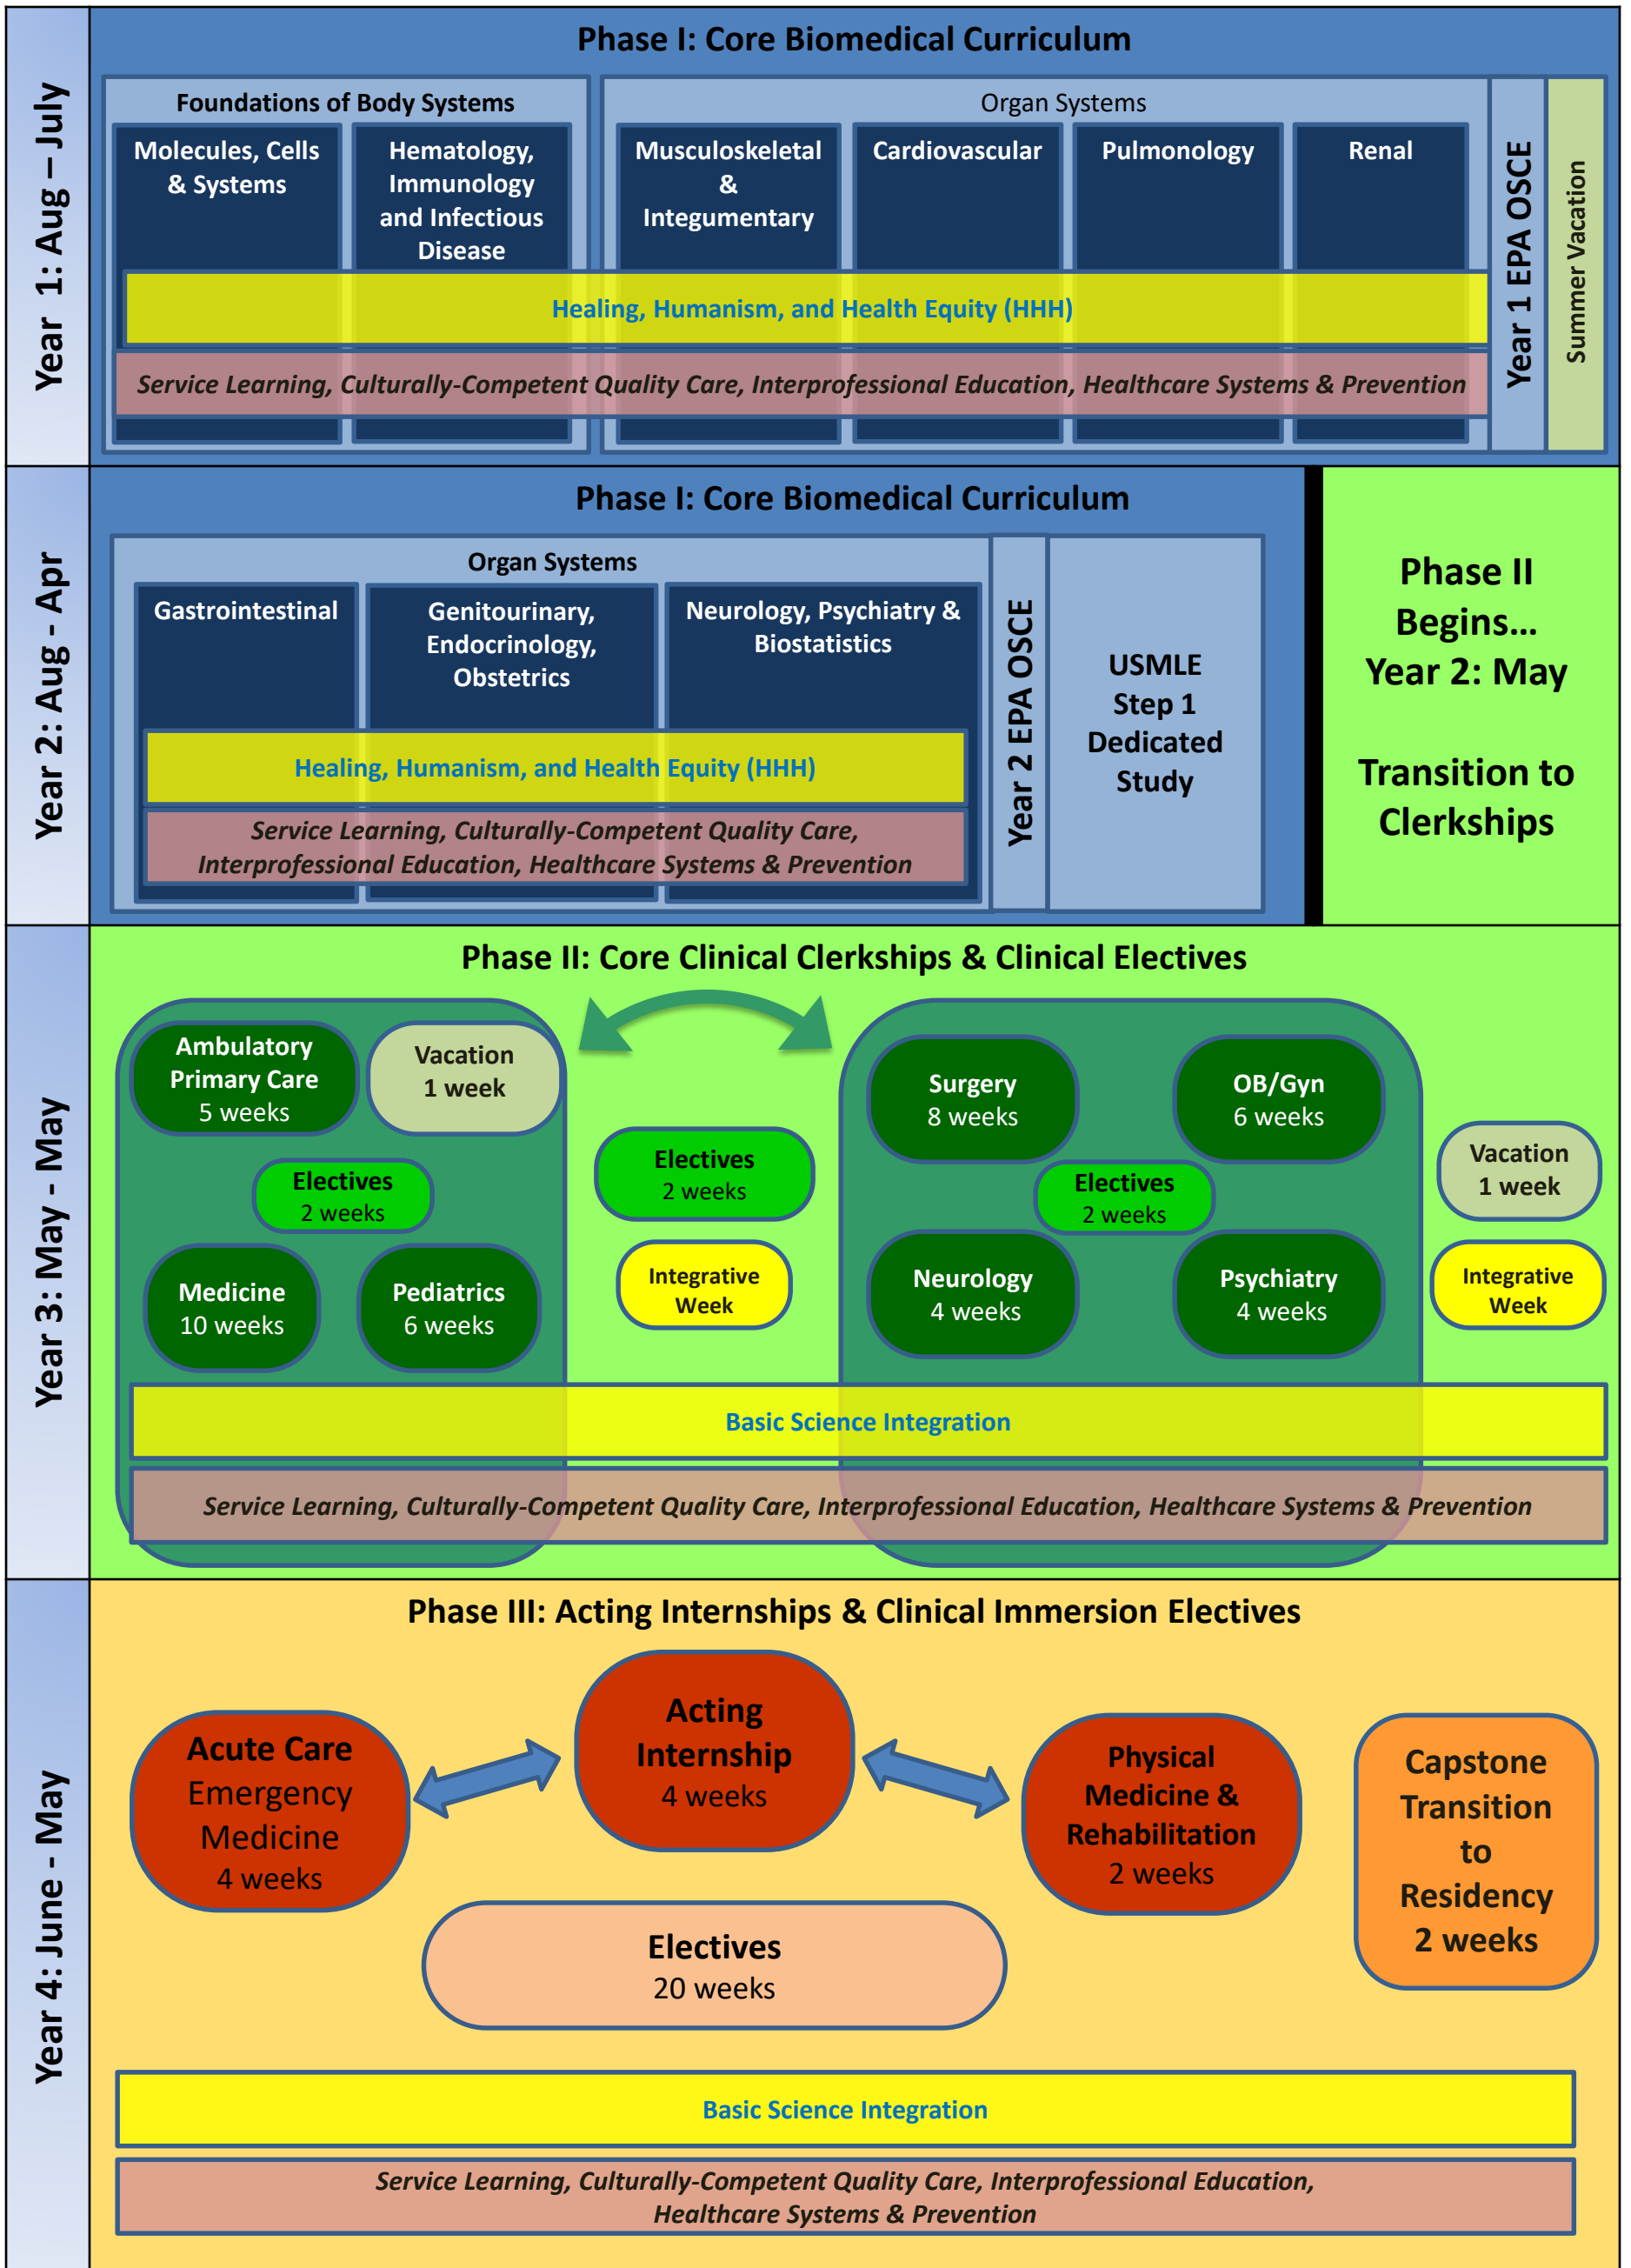 Year 1: Aug – July
Phase I: Core Biomedical Curriculum
Foundations of Body Systems
Molecules, Cells
& Systems
Hematology,
Immunology
and Infectious
Disease
Organ Systems
Musculoskeletal
&
Integumentary
Cardiovascular
Pulmonology
Renal
Healing, Humanism, and Health Equity (HHH)
Service Learning, Culturally-Competent Quality Care, Interprofessional Education, Healthcare Systems & Prevention
Year 1 EPA OSCE
Summer Vacation
Year 2: Aug - Apr
Phase I: Core Biomedical Curriculum
Organ Systems
Gastrointestinal
Genitourinary,
Endocrinology,
Obstetrics
Neurology, Psychiatry &
Biostatistics
Healing, Humanism, and Health Equity (HHH)
Service Learning, Culturally-Competent Quality Care,
Interprofessional Education, Healthcare Systems & Prevention
Year 2 EPA OSCE
USMLE
Step 1
Dedicated
Study
Phase II
Begins...
Year 2: May
Transition to
Clerkships
Year 3: May - May
Phase II: Core Clinical Clerkships & Clinical Electives
Ambulatory
Primary Care
5 weeks
Vacation
1 week
Electives
2 weeks
Medicine
10 weeks
Pediatrics
6 weeks
Electives
2 weeks
Integrative
Week
Surgery
8 weeks
OB/Gyn
6 weeks
Electives
2 weeks
Neurology
4 weeks
Psychiatry
4 weeks
Vacation
1 week
Integrative
Week
Basic Science Integration
Service Learning, Culturally-Competent Quality Care, Interprofessional Education, Healthcare Systems & Prevention
Year 4: June - May
Phase III: Acting Internships & Clinical Immersion Electives
Acute Care
Emergency
Medicine
4 weeks
Acting
Internship
4 weeks
Physical
Medicine &
Rehabilitation
2 weeks
Capstone
Transition
to
Residency
2 weeks
Electives
20 weeks
Basic Science Integration
Service Learning, Culturally-Competent Quality Care, Interprofessional Education,
Healthcare Systems & Prevention